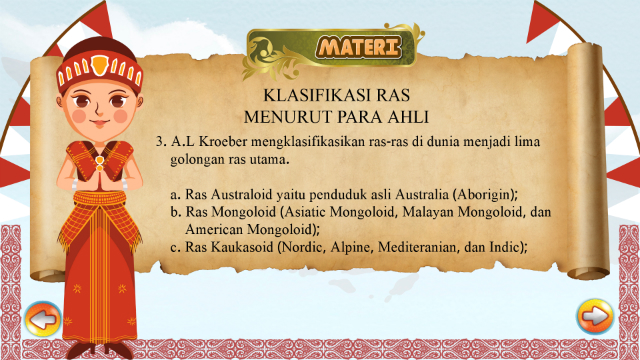 MATERI
KLASIFIKASI RAS
MENURUT PARA AHLI
3. A.L Kroeber mengklasifikasikan ras-ras di dunia menjadi lima
golongan ras utama.
a. Ras Australoid yaitu penduduk asli Australia (Aborigin);
b. Ras Mongoloid (Asiatic Mongoloid, Malayan Mongoloid, dan
American Mongoloid);
c. Ras Kaukasoid (Nordic, Alpine, Mediteranian, dan Indic);